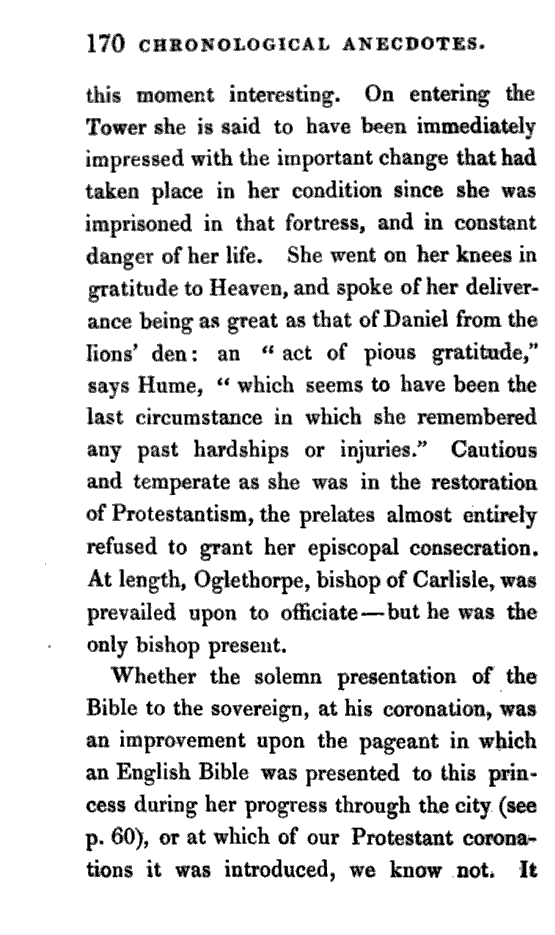 170 CHRONOLOGICAL ANECDOTES.
this moment interesting. On entering the
Tower she is said to have been immediately
impressed with the important change that had
taken place in her condition since she was
imprisoned in that fortress, and in constant
danger of her life. She went on her knees in
gratitude to Heaven, and spoke of her deliver-
ance being as great as that of Daniel from the
lions' den: an “ act of pious gratitude,”
says Hume, “ which seems to have been the
last circumstance in which she remembered
any past hardships or injuries.” Cautious
and temperate as she was in the restoration
of Protestantism, the prelates almost entirely
refused to grant her episcopal consecration.
At length, Oglethorpe, bishop of Carlisle, was
prevailed upon to officiate—but he was the
only bishop present.
Whether the solemn presentation of the
Bible to the sovereign, at his coronation, was
an improvement upon the pageant in which
an English Bible was presented to this prin-
cess during her progress through the city (see
p. 60), or at which of our Protestant corona-
tions it was introduced, we know not. It